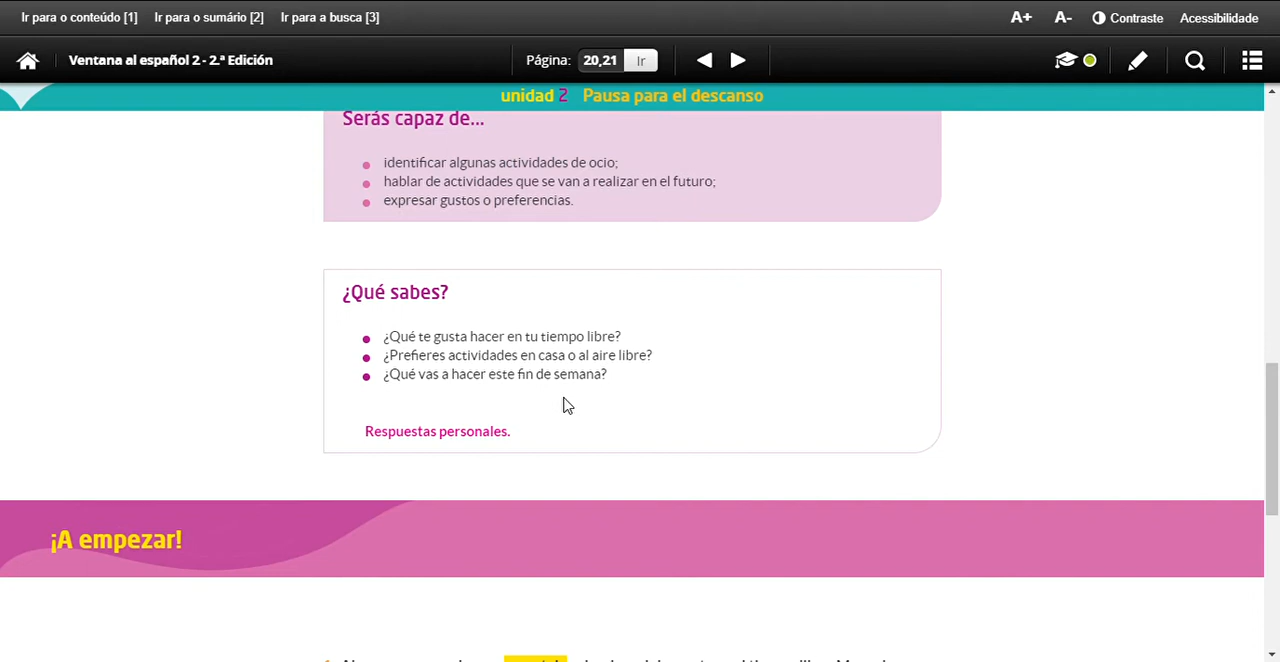 Ir para o conteúdo [1] Ir para o sumário [2] Ir para a busca [3] A+ A- Contraste Acessibilidade
Ventana al español 2 - 2.ª Edición Página: 20,21 Ir
unidad 2 Pausa para el descanso
Serás capaz de...
identificar algunas actividades de ocio;
hablar de actividades que se van a realizar en el futuro;
expresar gustos o preferencias.
¿Qué sabes?
¿Qué te gusta hacer en tu tiempo libre?
¿Prefieres actividades en casa o al aire libre?
¿Qué vas a hacer este fin de semana?
Respuestas personales.
¡A empezar!